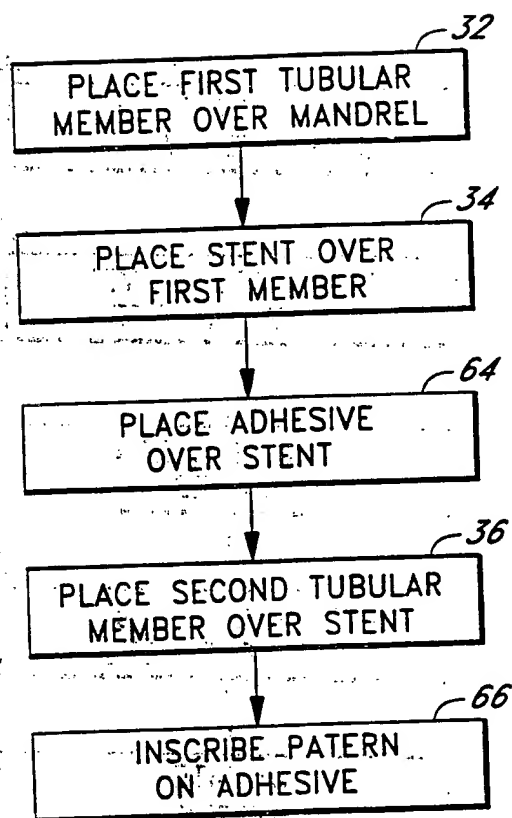 32
PLACE FIRST TUBULAR
MEMBER OVER MANDREL
34
PLACE STENT OVER
FIRST MEMBER
64
PLACE ADHESIVE
OVER STENT
36
PLACE SECOND TUBULAR
MEMBER OVER STENT
66
INSCRIBE PATERN
ON ADHESIVE